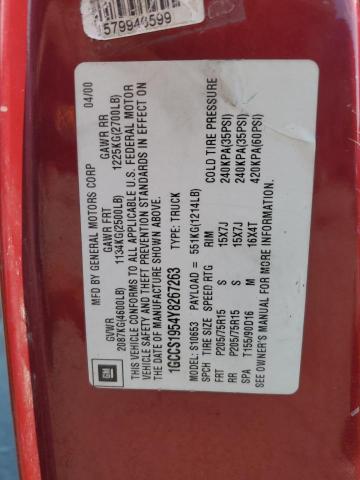 579948599
MFD BY GENERAL MOTORS CORP 04/00
GVWR GAWR FRT GAWR RR
2087KG(4600LB) 1134KG(2500LB) 1225KG(2700LB)
THIS VEHICLE CONFORMS TO ALL APPLICABLE U.S. FEDERAL MOTOR
VEHICLE SAFETY AND THEFT PREVENTION STANDARDS IN EFFECT ON
THE DATE OF MANUFACTURE SHOWN ABOVE.
1GCCS1954Y8267263 TYPE: TRUCK
MODEL: S10653 PAYLOAD = 551KG(1214LB)
SPCH TIRE SIZE SPEED RTG RIM COLD TIRE PRESSURE
FRT P205/75R15 S 15X7J 240KPA(35PSI)
RR P205/75R15 S 15X7J 240KPA(35PSI)
SPA T155/90D16 M 16X4T 420KPA(60PSI)
SEE OWNER'S MANUAL FOR MORE INFORMATION.
GM